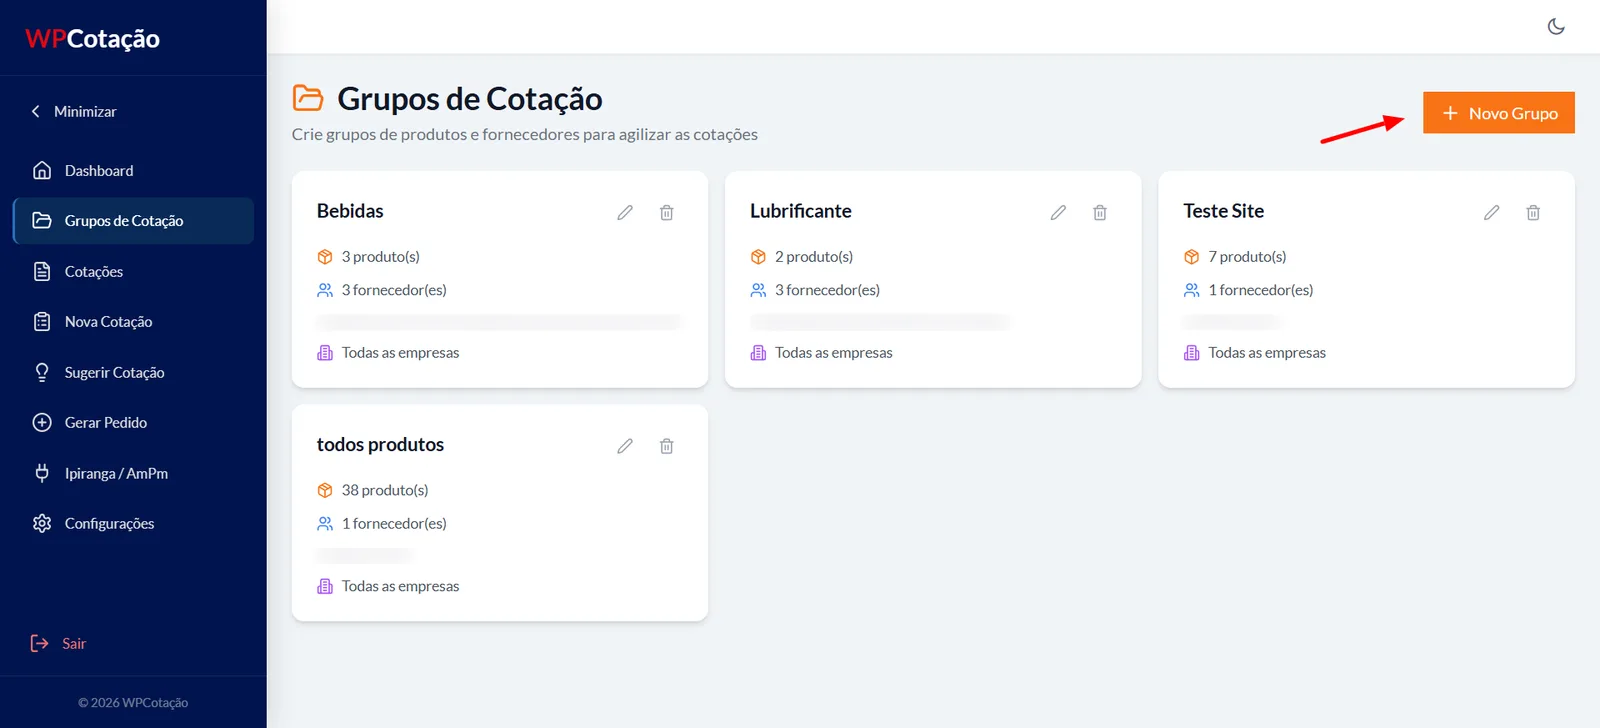 WPCotação
Minimizar
Dashboard
Grupos de Cotação
Cotações
Nova Cotação
Sugerir Cotação
Gerar Pedido
Ipiranga / AmPm
Configurações
Sair
© 2026 WPCotação
Grupos de Cotação
Crie grupos de produtos e fornecedores para agilizar as cotações
Novo Grupo
Bebidas
3 produto(s)
3 fornecedor(es)
Todas as empresas
Lubrificante
2 produto(s)
3 fornecedor(es)
Todas as empresas
Teste Site
7 produto(s)
1 fornecedor(es)
Todas as empresas
todos produtos
38 produto(s)
1 fornecedor(es)
Todas as empresas